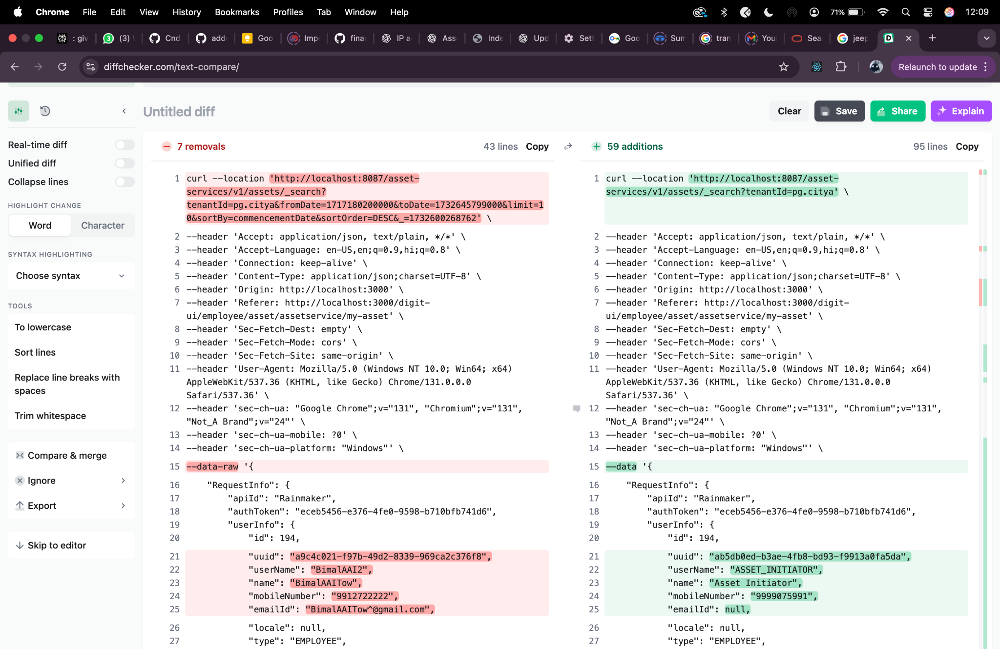 Chrome File Edit View History Bookmarks Profiles Tab Window Help 71% 12:09
: giv (3) Cnd add Goo Imp fina IP a Ass Inde Upd Sett Goo Sum tran You Sea jeep
diffchecker.com/text-compare/ Relaunch to update
Untitled diff Clear Save Share Explain
Real-time diff
Unified diff
Collapse lines
HIGHLIGHT CHANGE
Word Character
SYNTAX HIGHLIGHTING
Choose syntax
TOOLS
To lowercase
Sort lines
Replace line breaks with
spaces
Trim whitespace
Compare & merge
Ignore
Export
Skip to editor
7 removals 43 lines Copy
1 curl --location 'http://localhost:8087/asset-
services/v1/assets/_search?
tenantId=pg.citya&fromDate=1717180200000&toDate=1732645799000&limit=1
0&sortBy=commencementDate&sortOrder=DESC&_=1732600268762' \
2 --header 'Accept: application/json, text/plain, */*' \
3 --header 'Accept-Language: en-US,en;q=0.9,hi;q=0.8' \
4 --header 'Connection: keep-alive' \
5 --header 'Content-Type: application/json;charset=UTF-8' \
6 --header 'Origin: http://localhost:3000' \
7 --header 'Referer: http://localhost:3000/digit-
ui/employee/asset/assetservice/my-asset' \
8 --header 'Sec-Fetch-Dest: empty' \
9 --header 'Sec-Fetch-Mode: cors' \
10 --header 'Sec-Fetch-Site: same-origin' \
11 --header 'User-Agent: Mozilla/5.0 (Windows NT 10.0; Win64; x64)
AppleWebKit/537.36 (KHTML, like Gecko) Chrome/131.0.0.0
Safari/537.36' \
12 --header 'sec-ch-ua: "Google Chrome";v="131", "Chromium";v="131",
"Not_A Brand";v="24"' \
13 --header 'sec-ch-ua-mobile: ?0' \
14 --header 'sec-ch-ua-platform: "Windows"' \
15 --data-raw '{
16 "RequestInfo": {
17 "apiId": "Rainmaker",
18 "authToken": "eceb5456-e376-4fe0-9598-b710bfb741d6",
19 "userInfo": {
20 "id": 194,
21 "uuid": "a9c4c021-f97b-49d2-8339-969ca2c376f8",
22 "userName": "BimalAAI2",
23 "name": "BimalAAITow",
24 "mobileNumber": "9912722222",
25 "emailId": "BimalAAITow^@gmail.com",
26 "locale": null,
27 "type": "EMPLOYEE",
59 additions 95 lines Copy
1 curl --location 'http://localhost:8087/asset-
services/v1/assets/_search?tenantId=pg.citya' \
2 --header 'Accept: application/json, text/plain, */*' \
3 --header 'Accept-Language: en-US,en;q=0.9,hi;q=0.8' \
4 --header 'Connection: keep-alive' \
5 --header 'Content-Type: application/json;charset=UTF-8' \
6 --header 'Origin: http://localhost:3000' \
7 --header 'Referer: http://localhost:3000/digit-
ui/employee/asset/assetservice/my-asset' \
8 --header 'Sec-Fetch-Dest: empty' \
9 --header 'Sec-Fetch-Mode: cors' \
10 --header 'Sec-Fetch-Site: same-origin' \
11 --header 'User-Agent: Mozilla/5.0 (Windows NT 10.0; Win64; x64)
AppleWebKit/537.36 (KHTML, like Gecko) Chrome/131.0.0.0
Safari/537.36' \
12 --header 'sec-ch-ua: "Google Chrome";v="131", "Chromium";v="131",
"Not_A Brand";v="24"' \
13 --header 'sec-ch-ua-mobile: ?0' \
14 --header 'sec-ch-ua-platform: "Windows"' \
15 --data '{
16 "RequestInfo": {
17 "apiId": "Rainmaker",
18 "authToken": "eceb5456-e376-4fe0-9598-b710bfb741d6",
19 "userInfo": {
20 "id": 194,
21 "uuid": "ab5db0ed-b3ae-4fb8-bd93-f9913a0fa5da",
22 "userName": "ASSET_INITIATOR",
23 "name": "Asset Initiator",
24 "mobileNumber": "9999075991",
25 "emailId": null,
26 "locale": null,
27 "type": "EMPLOYEE",